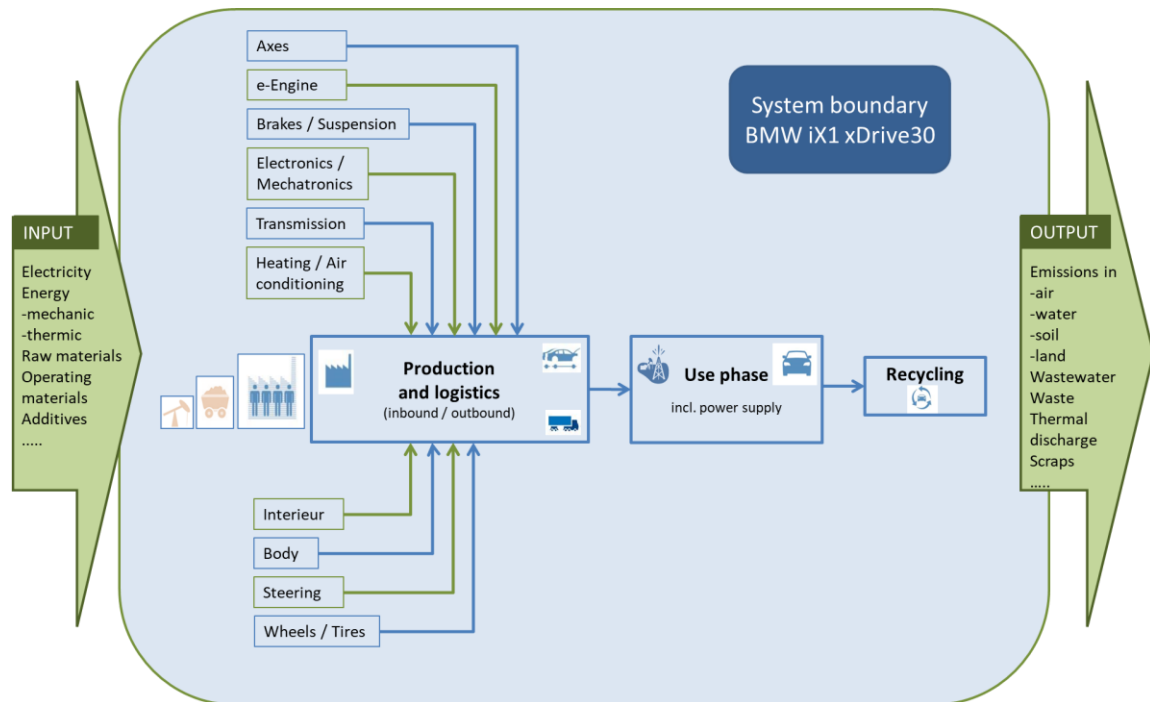 Axes
e-Engine
Brakes / Suspension
Electronics /
Mechatronics
Transmission
Heating / Air
conditioning
System boundary
BMW iX1 xDrive30
INPUT
Electricity
Energy
-mechanic
-thermic
Raw materials
Operating
materials
Additives
.....
Production
and logistics
(inbound / outbound)
Use phase
incl. power supply
Recycling
Interieur
Body
Steering
Wheels / Tires
OUTPUT
Emissions in
-air
-water
-soil
-land
Wastewater
Waste
Thermal
discharge
Scraps
.....